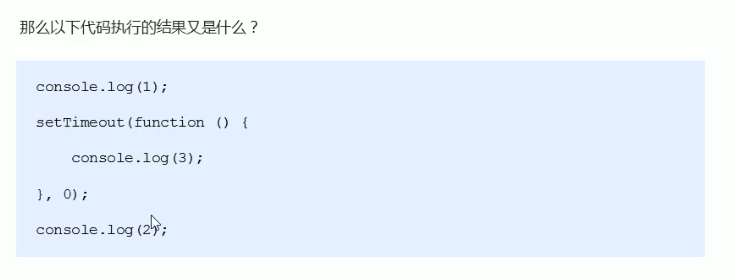 那么以下代码执行的结果又是什么？
console.log(1);
setTimeout(function () {
    console.log(3);
}, 0);
console.log(2);